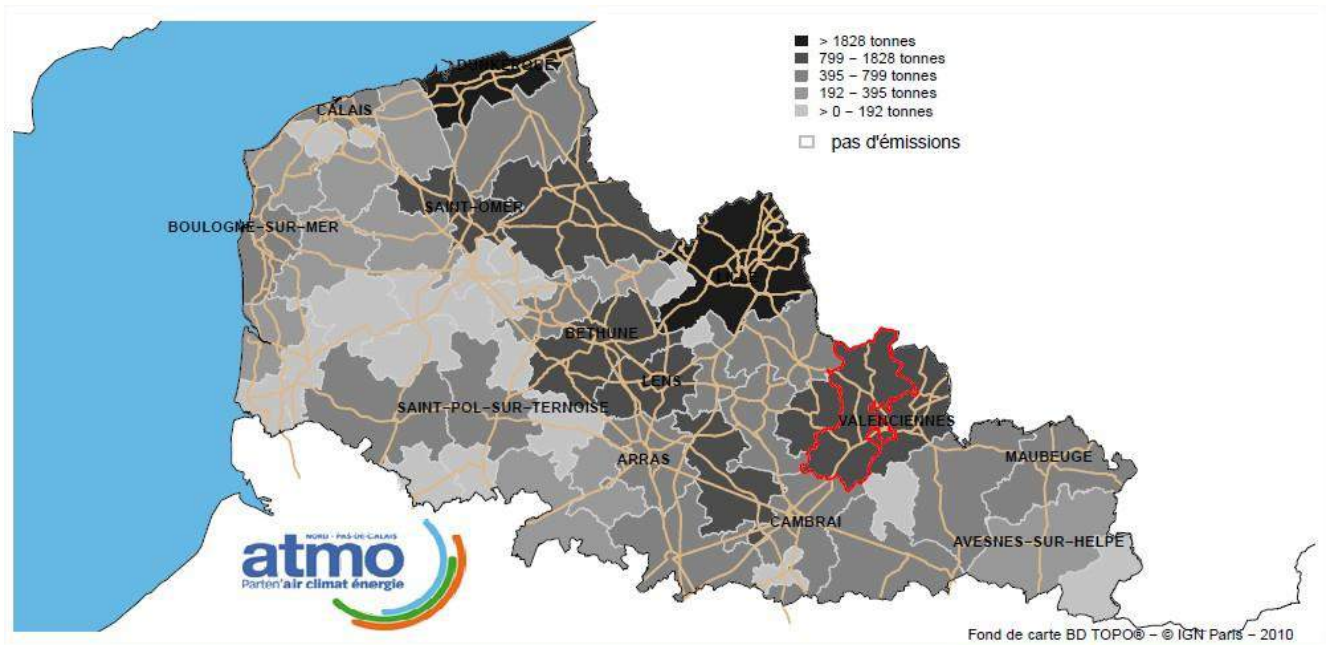 > 1828 tonnes
799 – 1828 tonnes
395 – 799 tonnes
192 – 395 tonnes
> 0 – 192 tonnes
pas d'émissions
DUNKERQUE
CALAIS
SAINT-OMER
BOULOGNE-SUR-MER
LILLE
BETHUNE
LENS
SAINT-POL-SUR-TERNOISE
VALENCIENNES
ARRAS
MAUBEUGE
CAMBRAI
AVESNES-SUR-HELPE
NORD - PAS-DE-CALAIS
atmo
Parten'air climat énergie
Fond de carte BD TOPO® – © IGN Paris – 2010